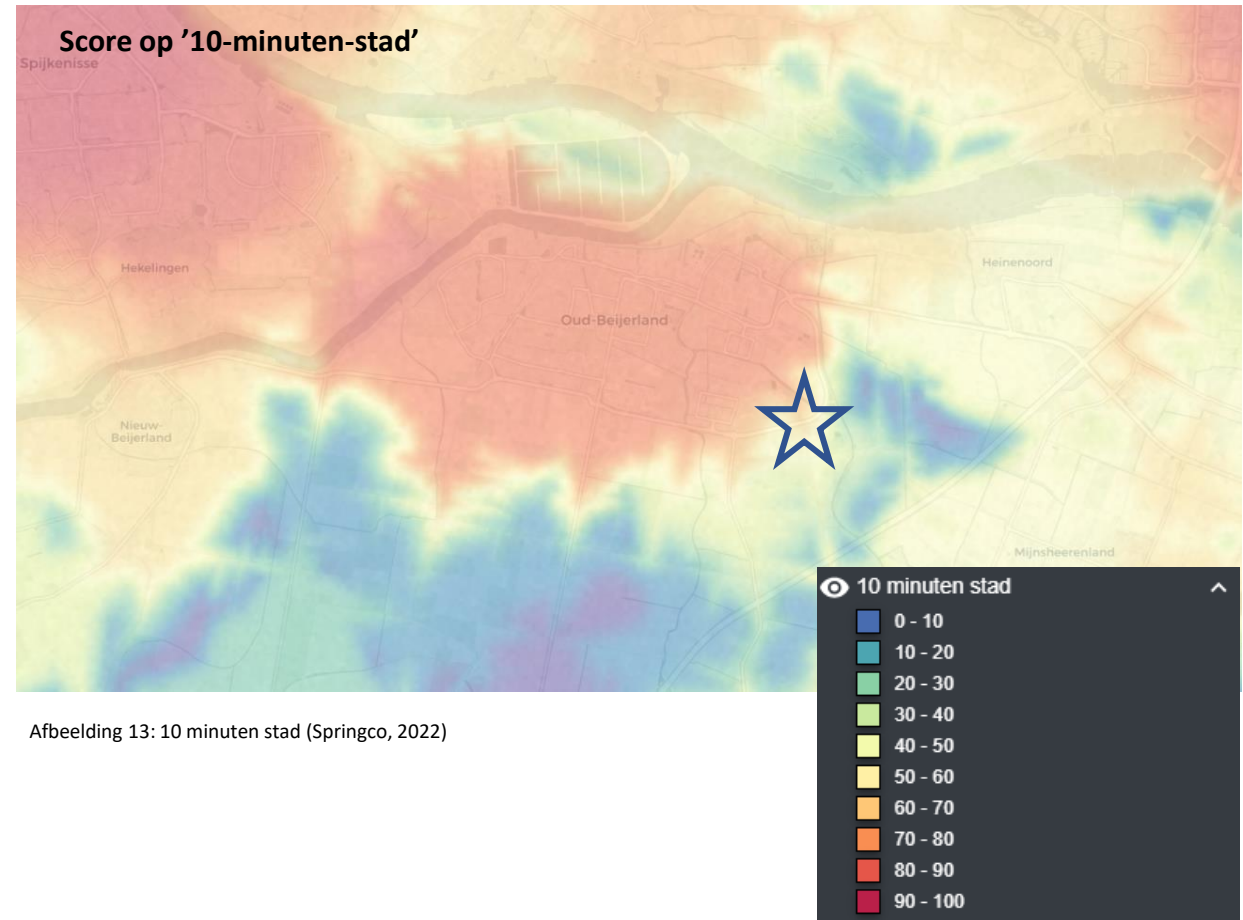 Score op ’10-minuten-stad’
Spijkenisse
Hekelingen
Heinenoord
Oud-Beijerland
Nieuw-
Beijerland
Mijnsheerenland
10 minuten stad
0 - 10
10 - 20
20 - 30
30 - 40
40 - 50
50 - 60
60 - 70
70 - 80
80 - 90
90 - 100
Afbeelding 13: 10 minuten stad (Springco, 2022)